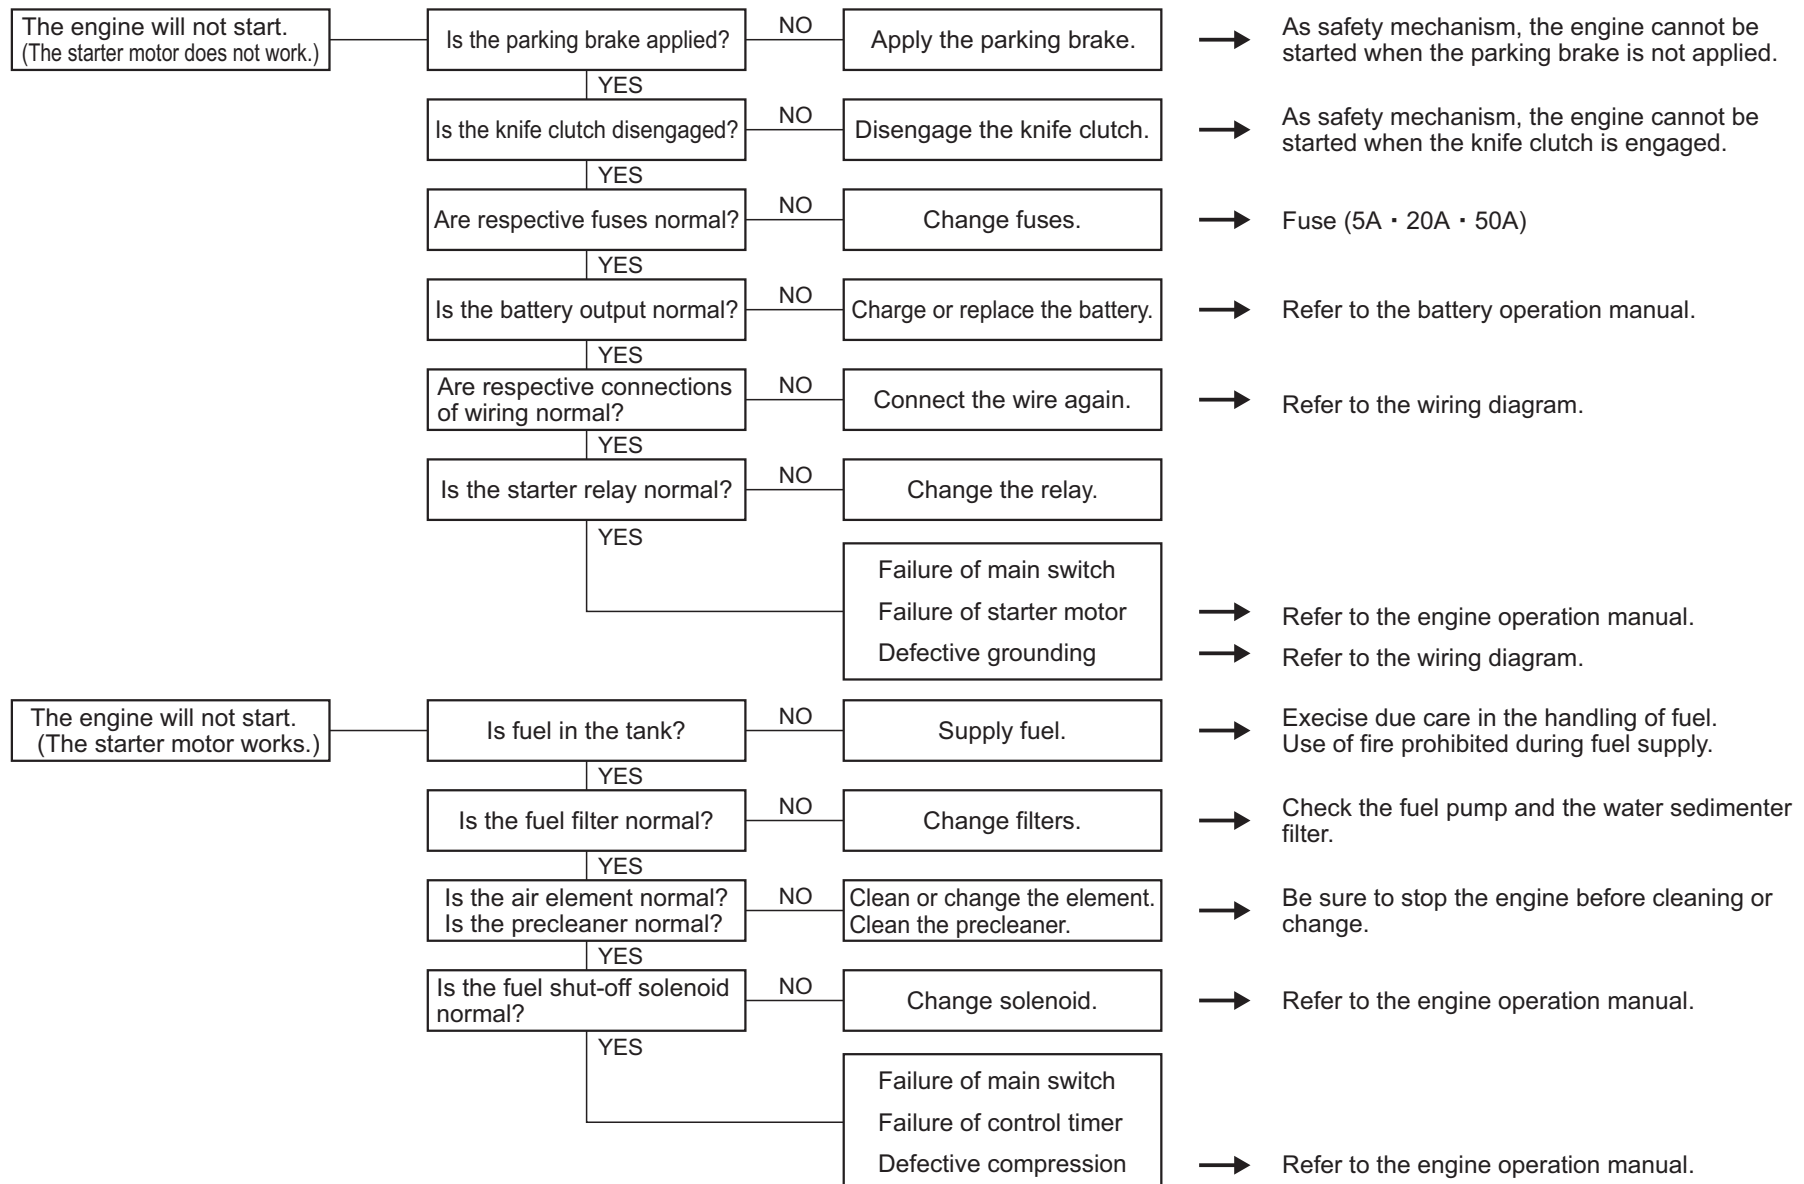 The engine will not start.
(The starter motor does not work.)
Is the parking brake applied?
NO
Apply the parking brake.
As safety mechanism, the engine cannot be
started when the parking brake is not applied.
YES
Is the knife clutch disengaged?
NO
Disengage the knife clutch.
As safety mechanism, the engine cannot be
started when the knife clutch is engaged.
YES
Are respective fuses normal?
NO
Change fuses.
Fuse (5A・20A・50A)
YES
Is the battery output normal?
NO
Charge or replace the battery.
Refer to the battery operation manual.
YES
Are respective connections
of wiring normal?
NO
Connect the wire again.
Refer to the wiring diagram.
YES
Is the starter relay normal?
NO
Change the relay.
YES
Failure of main switch
Failure of starter motor
Refer to the engine operation manual.
Defective grounding
Refer to the wiring diagram.
The engine will not start.
(The starter motor works.)
Is fuel in the tank?
NO
Supply fuel.
Execise due care in the handling of fuel.
Use of fire prohibited during fuel supply.
YES
Is the fuel filter normal?
NO
Change filters.
Check the fuel pump and the water sedimenter
filter.
YES
Is the air element normal?
Is the precleaner normal?
NO
Clean or change the element.
Clean the precleaner.
Be sure to stop the engine before cleaning or
change.
YES
Is the fuel shut-off solenoid
normal?
NO
Change solenoid.
Refer to the engine operation manual.
YES
Failure of main switch
Failure of control timer
Defective compression
Refer to the engine operation manual.